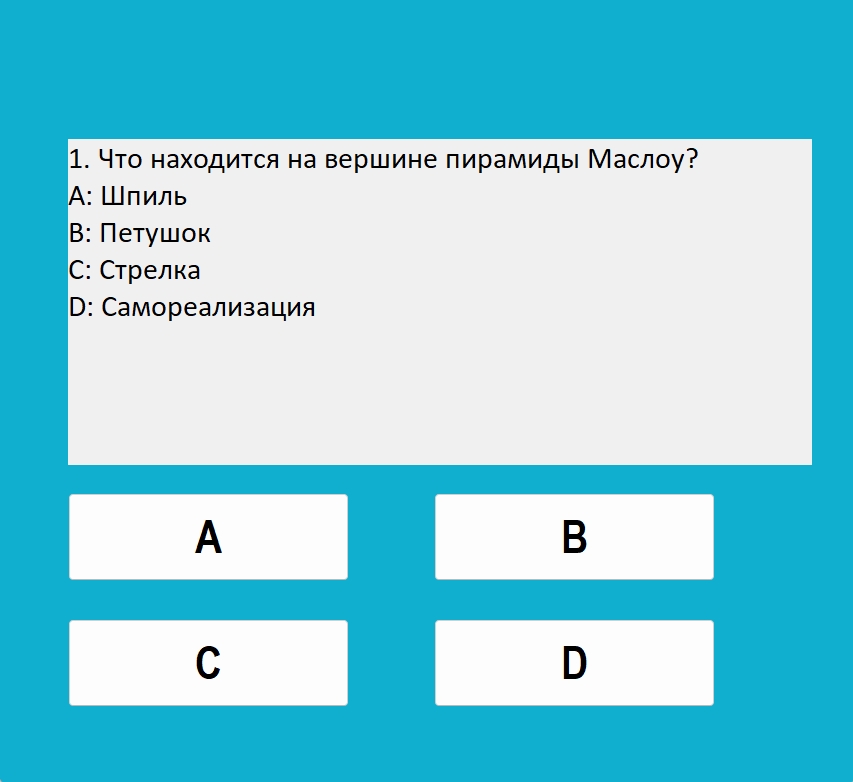 1. Что находится на вершине пирамиды Маслоу?
A: Шпиль
B: Петушок
C: Стрелка
D: Самореализация
A
B
C
D